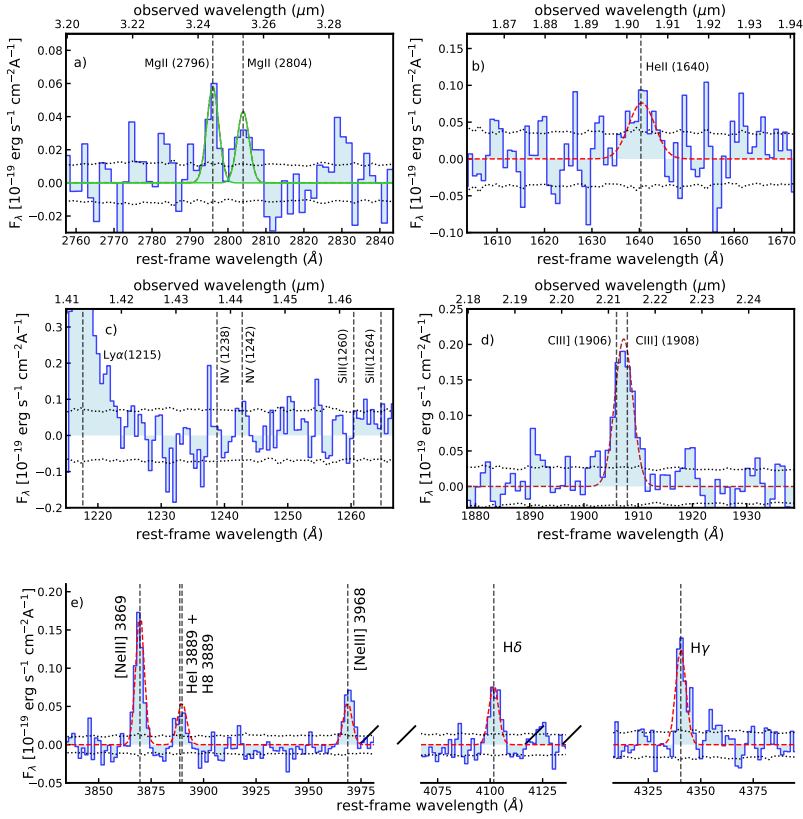 observed wavelength (μm)
3.20 3.22 3.24 3.26 3.28
a)
MgII (2796)
MgII (2804)
F_λ [10⁻¹⁹ erg s⁻¹ cm⁻²A⁻¹]
0.08
0.06
0.04
0.02
0.00
−0.02
2760 2770 2780 2790 2800 2810 2820 2830 2840
rest-frame wavelength (Å)
observed wavelength (μm)
1.87 1.88 1.89 1.90 1.91 1.92 1.93 1.94
b)
HeII (1640)
F_λ [10⁻¹⁹ erg s⁻¹ cm⁻²A⁻¹]
0.15
0.10
0.05
0.00
−0.05
−0.10
1610 1620 1630 1640 1650 1660 1670
rest-frame wavelength (Å)
observed wavelength (μm)
1.41 1.42 1.43 1.44 1.45 1.46
c)
Lyα(1215)
NV (1238)
NV (1242)
SiII(1260)
SiII(1264)
F_λ [10⁻¹⁹ erg s⁻¹ cm⁻²A⁻¹]
0.3
0.2
0.1
0.0
−0.1
−0.2
1220 1230 1240 1250 1260
rest-frame wavelength (Å)
observed wavelength (μm)
2.18 2.19 2.20 2.21 2.22 2.23 2.24
d)
CIII] (1906)
CIII] (1908)
F_λ [10⁻¹⁹ erg s⁻¹ cm⁻²A⁻¹]
0.25
0.20
0.15
0.10
0.05
0.00
1880 1890 1900 1910 1920 1930
rest-frame wavelength (Å)
e)
[NeIII] 3869
HeI 3889 +
H8 3889
[NeIII] 3968
Hδ
Hγ
F_λ [10⁻¹⁹ erg s⁻¹ cm⁻²A⁻¹]
0.20
0.15
0.10
0.05
0.00
−0.05
3850 3875 3900 3925 3950 3975 4075 4100 4125 4325 4350 4375
rest-frame wavelength (Å)